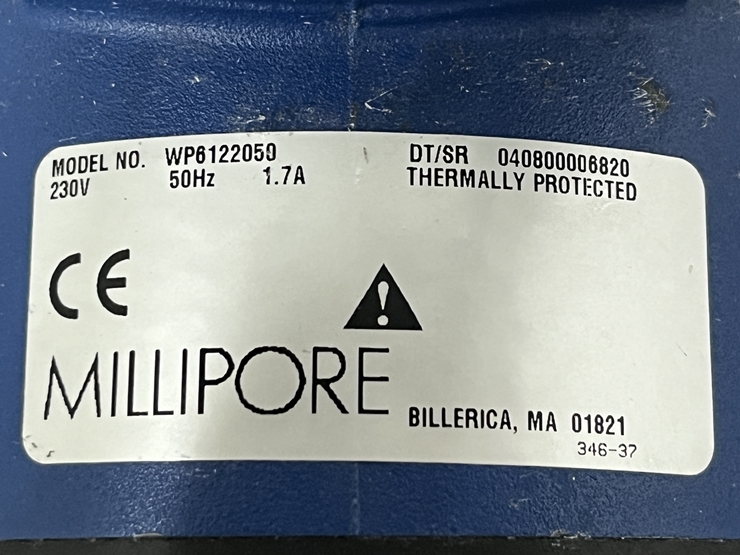 MODEL NO. WP6122050 DT/SR 040800006820
230V 50Hz 1.7A THERMALLY PROTECTED
CE
!
MILLIPORE BILLERICA, MA 01821
346-37